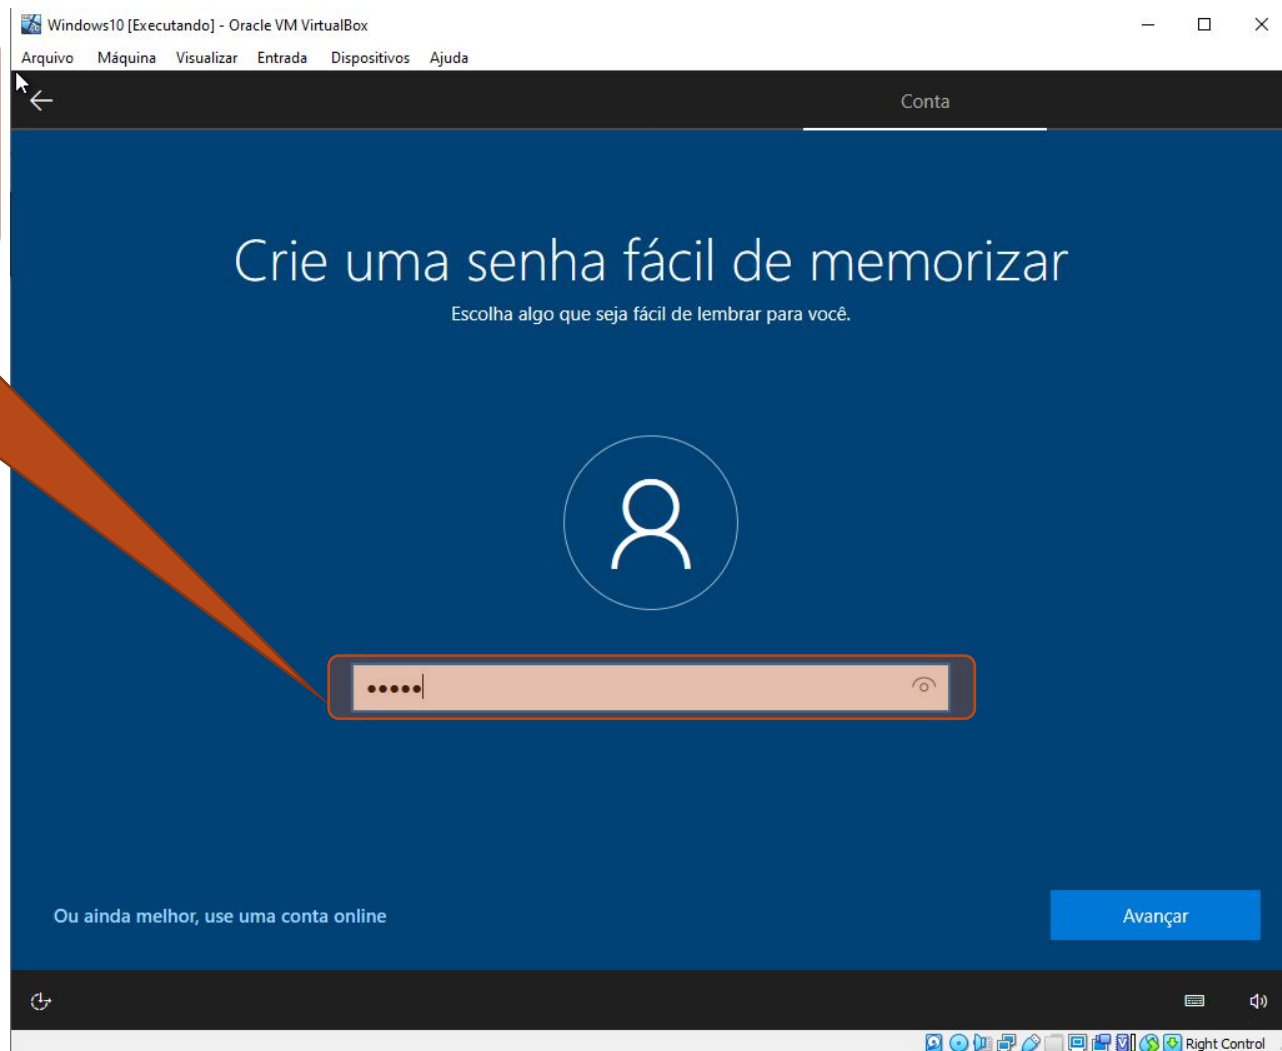 Windows10 [Executando] - Oracle VM VirtualBox
Arquivo Máquina Visualizar Entrada Dispositivos Ajuda
Conta
Crie uma senha fácil de memorizar
Escolha algo que seja fácil de lembrar para você.
Ou ainda melhor, use uma conta online
Avançar
Right Control